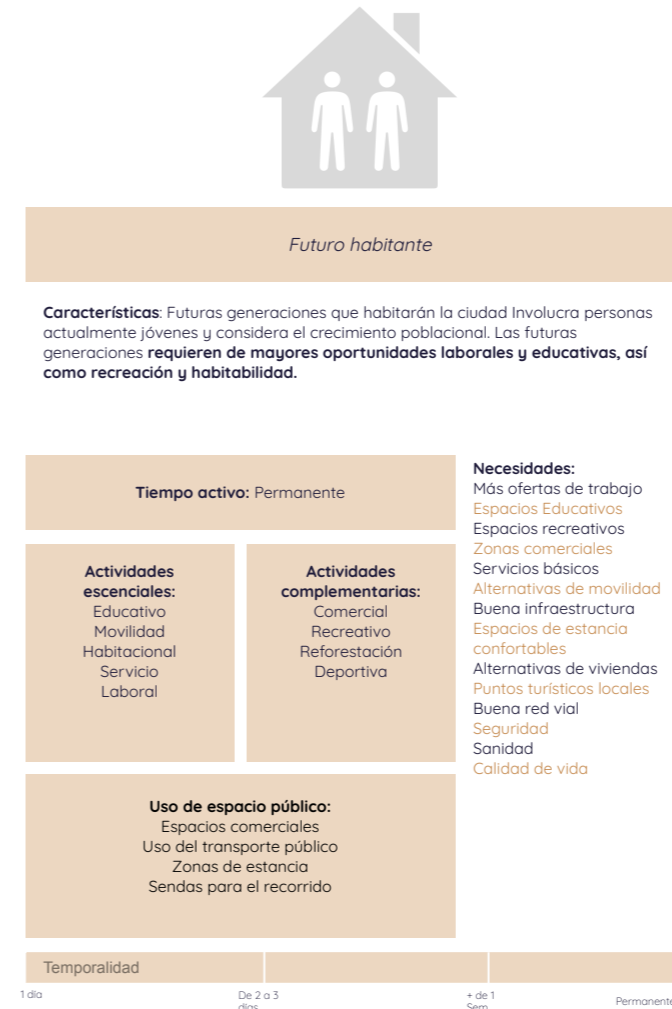 Futuro habitante
Características: Futuras generaciones que habitarán la ciudad Involucra personas
actualmente jóvenes y considera el crecimiento poblacional. Las futuras
generaciones requieren de mayores oportunidades laborales y educativas, así
como recreación y habitabilidad.
Tiempo activo: Permanente
Actividades
escenciales:
Educativo
Movilidad
Habitacional
Servicio
Laboral
Actividades
complementarias:
Comercial
Recreativo
Reforestación
Deportiva
Uso de espacio público:
Espacios comerciales
Uso del transporte público
Zonas de estancia
Sendas para el recorrido
Necesidades:
Más ofertas de trabajo
Espacios Educativos
Espacios recreativos
Zonas comerciales
Servicios básicos
Alternativas de movilidad
Buena infraestructura
Espacios de estancia
confortables
Alternativas de viviendas
Puntos turísticos locales
Buena red vial
Seguridad
Sanidad
Calidad de vida
Temporalidad
1 día
De 2 a 3
días
+ de 1
Sem
Permanente